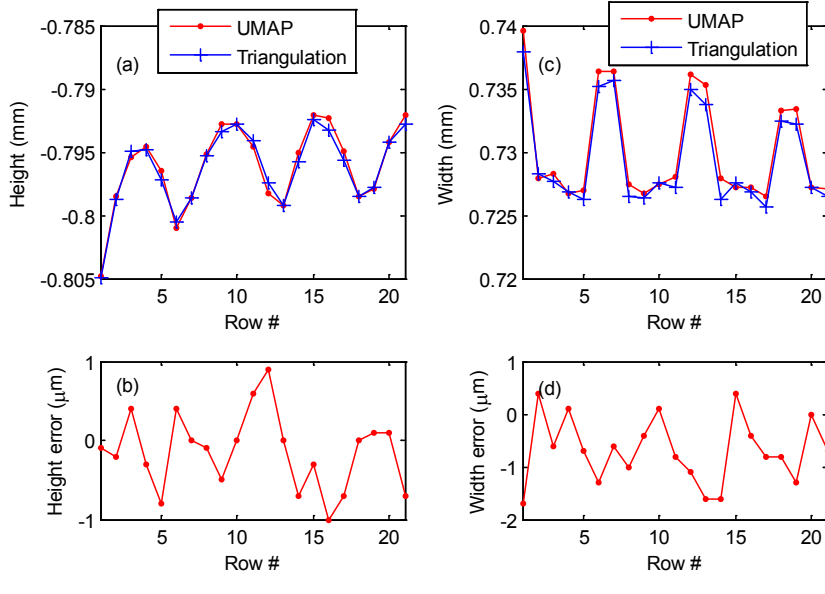 UMAP
Triangulation
(a)
-0.785
-0.79
-0.795
-0.8
-0.805
Height (mm)
5
10
15
20
Row #
UMAP
Triangulation
(c)
0.74
0.735
0.73
0.725
0.72
Width (mm)
5
10
15
20
Row #
(b)
1
0
-1
Height error (μm)
5
10
15
20
Row #
(d)
1
0
-1
-2
Width error (μm)
5
10
15
20
Row #